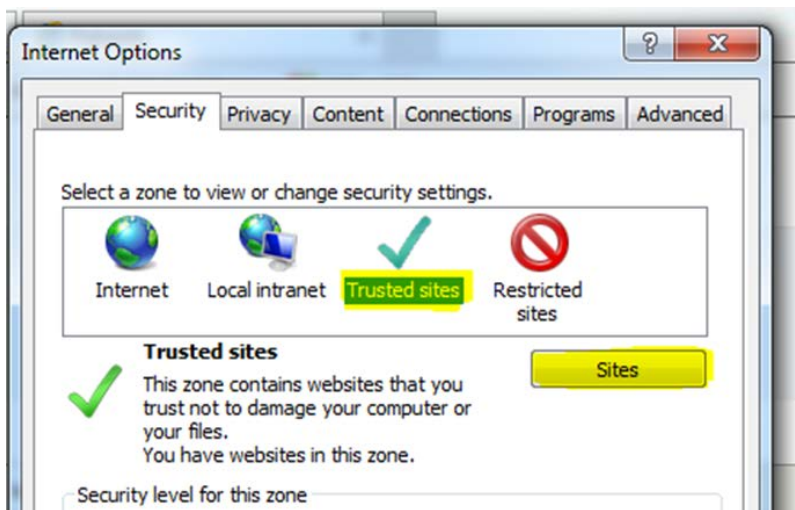 Internet Options
General Security Privacy Content Connections Programs Advanced
Select a zone to view or change security settings.
Internet Local intranet Trusted sites Restricted
sites
Trusted sites
Sites
This zone contains websites that you
trust not to damage your computer or
your files.
You have websites in this zone.
Security level for this zone